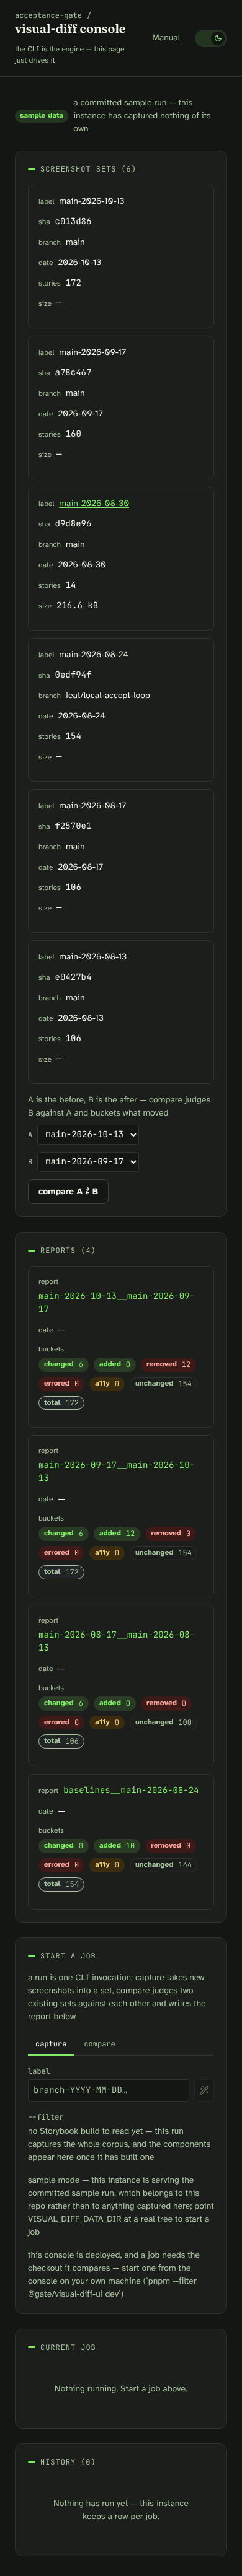 acceptance-gate /
visual-diff console
the CLI is the engine — this page
just drives it
Manual
sample data
a committed sample run — this
instance has captured nothing of its
own
SCREENSHOT SETS (6)
label main-2026-10-13
sha c013d86
branch main
date 2026-10-13
stories 172
size —
label main-2026-09-17
sha a78c467
branch main
date 2026-09-17
stories 160
size —
label main-2026-08-30
sha d9d8e96
branch main
date 2026-08-30
stories 14
size 216.6 kB
label main-2026-08-24
sha 0edf94f
branch feat/local-accept-loop
date 2026-08-24
stories 154
size —
label main-2026-08-17
sha f2570e1
branch main
date 2026-08-17
stories 106
size —
label main-2026-08-13
sha e0427b4
branch main
date 2026-08-13
stories 106
size —
A is the before, B is the after — compare judges
B against A and buckets what moved
A main-2026-10-13
B main-2026-09-17
compare A ⇄ B
REPORTS (4)
report
main-2026-10-13__main-2026-09-
17
date —
buckets
changed 6 added 0 removed 12
errored 0 a11y 0 unchanged 154
total 172
report
main-2026-09-17__main-2026-10-
13
date —
buckets
changed 6 added 12 removed 0
errored 0 a11y 0 unchanged 154
total 172
report
main-2026-08-17__main-2026-08-
13
date —
buckets
changed 6 added 0 removed 0
errored 0 a11y 0 unchanged 100
total 106
report baselines__main-2026-08-24
date —
buckets
changed 0 added 10 removed 0
errored 0 a11y 0 unchanged 144
total 154
START A JOB
a run is one CLI invocation: capture takes new
screenshots into a set, compare judges two
existing sets against each other and writes the
report below
capture compare
label
branch-YYYY-MM-DD…
--filter
no Storybook build to read yet — this run
captures the whole corpus, and the components
appear here once it has built one
sample mode — this instance is serving the
committed sample run, which belongs to this
repo rather than to anything captured here; point
VISUAL_DIFF_DATA_DIR at a real tree to start a
job
this console is deployed, and a job needs the
checkout it compares — start one from the
console on your own machine (`pnpm --filter
@gate/visual-diff-ui dev`)
CURRENT JOB
Nothing running. Start a job above.
HISTORY (0)
Nothing has run yet — this instance
keeps a row per job.